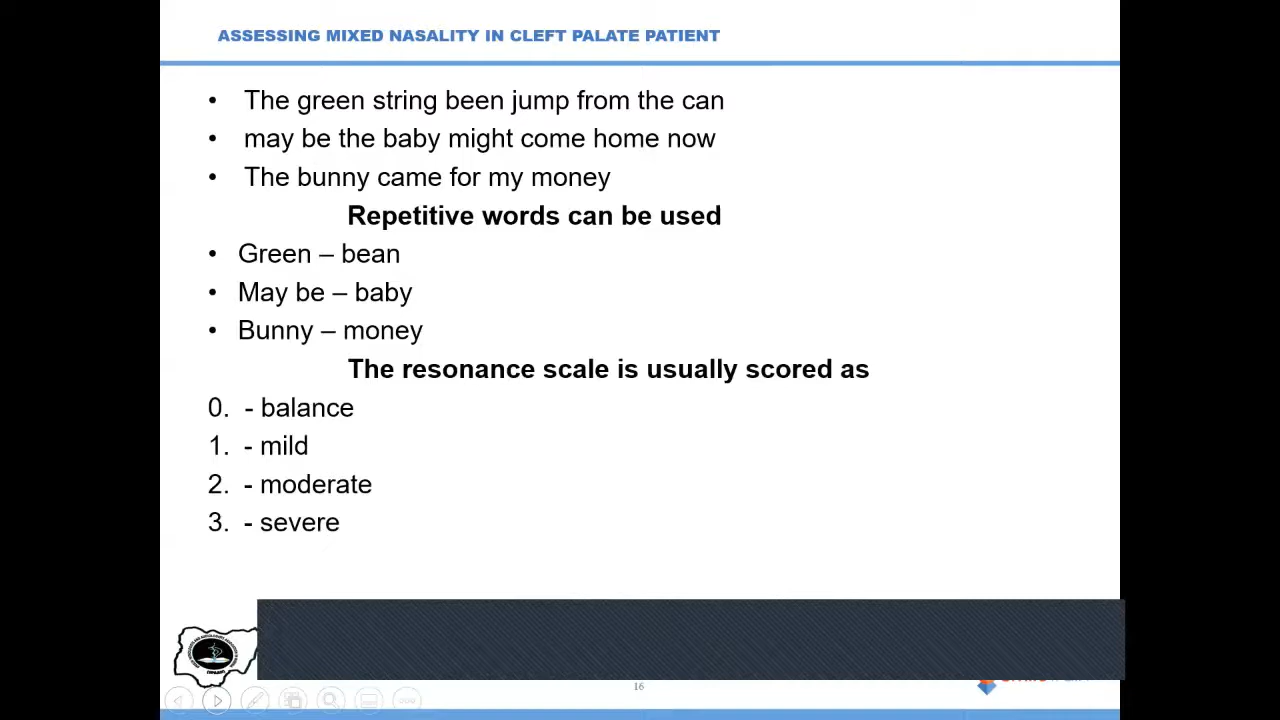 ASSESSING MIXED NASALITY IN CLEFT PALATE PATIENT
• The green string been jump from the can
• may be the baby might come home now
• The bunny came for my money
Repetitive words can be used
• Green – bean
• May be – baby
• Bunny – money
The resonance scale is usually scored as
0. - balance
1. - mild
2. - moderate
3. - severe
16